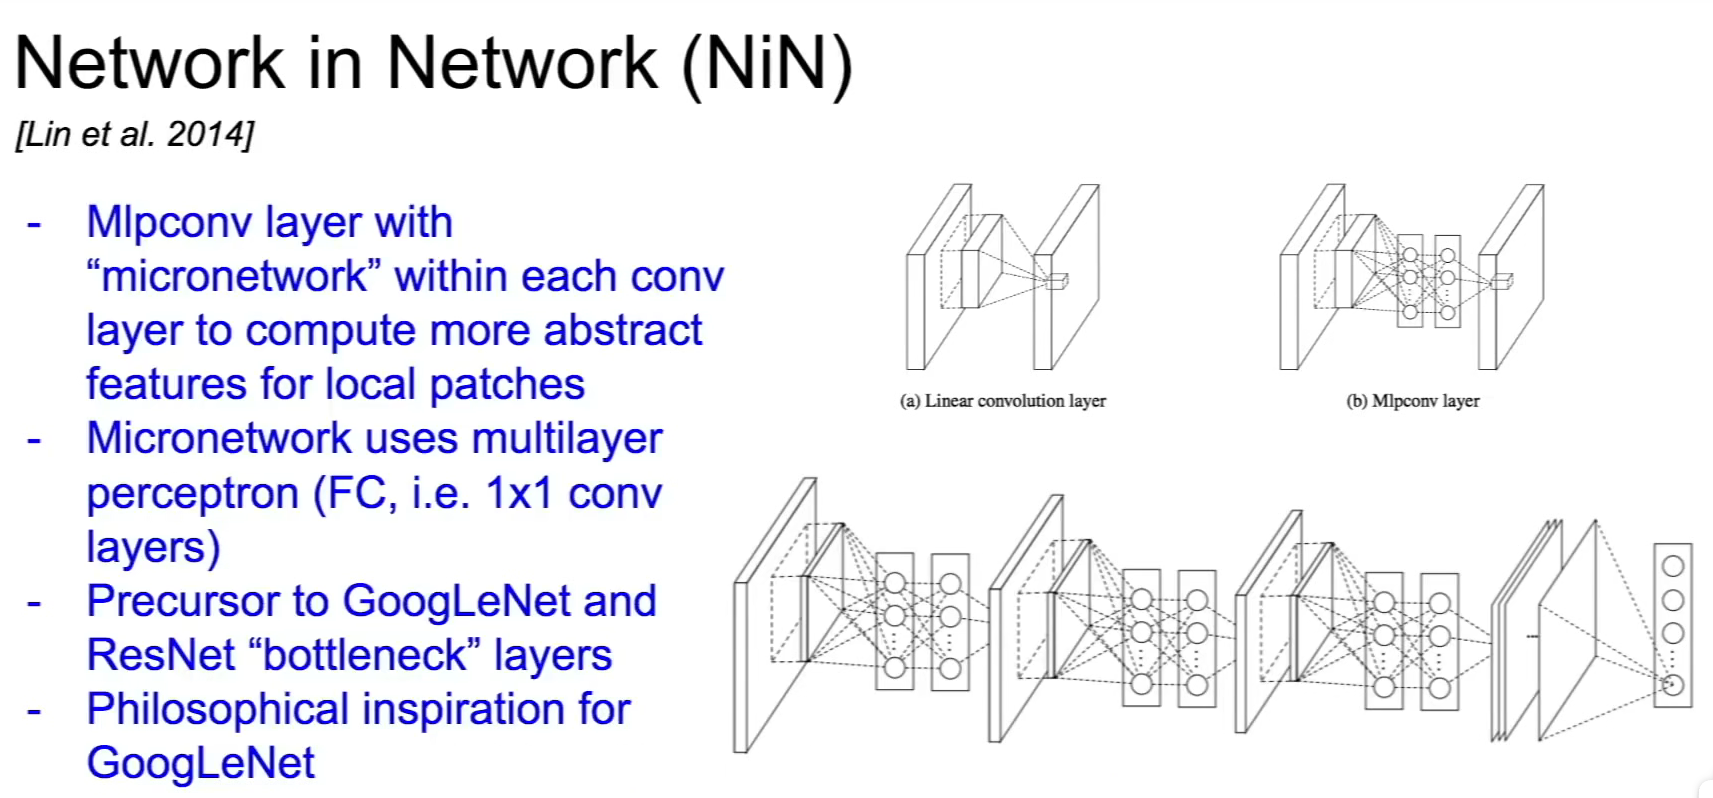 Network in Network (NiN)
[Lin et al. 2014]
- Mlpconv layer with
“micronetwork” within each conv
layer to compute more abstract
features for local patches
- Micronetwork uses multilayer
perceptron (FC, i.e. 1x1 conv
layers)
- Precursor to GoogLeNet and
ResNet “bottleneck” layers
- Philosophical inspiration for
GoogLeNet
(a) Linear convolution layer
(b) Mlpconv layer